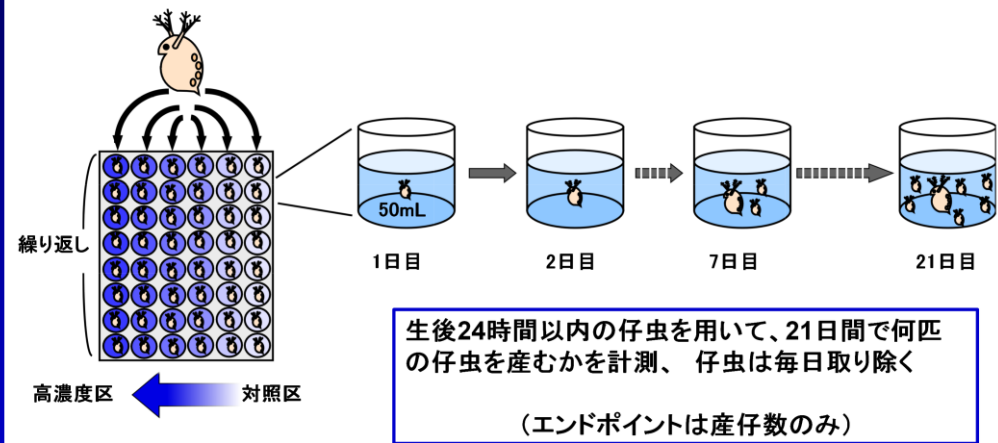 繰り返し
高濃度区
対照区
50mL
1日目
2日目
7日目
21日目
生後24時間以内の仔虫を用いて、21日間で何匹
の仔虫を産むかを計測、 仔虫は毎日取り除く
(エンドポイントは産仔数のみ)